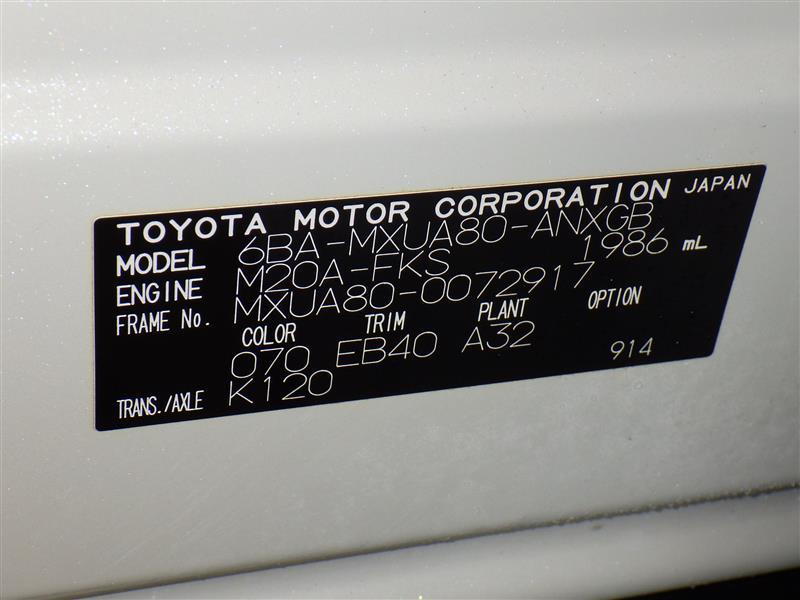 TOYOTA MOTOR CORPORATION JAPAN
MODEL 6BA-MXUA80-ANXGB
ENGINE M20A-FKS 1986 mL
FRAME No. MXUA80-0072917
COLOR TRIM PLANT OPTION
070 EB40 A32 914
TRANS./AXLE K120